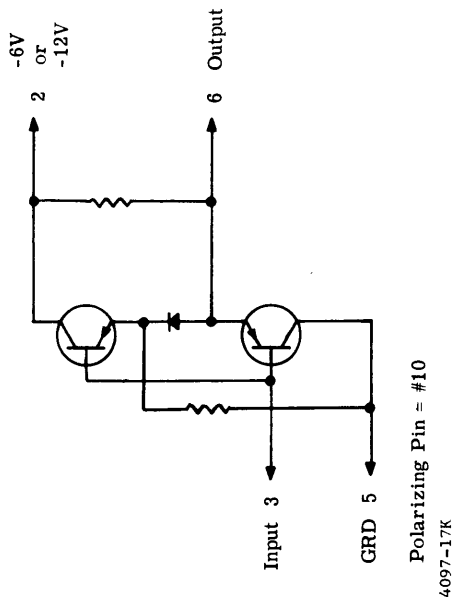 -6V
or
-12V
2
6 Output
Input 3
GRD 5
Polarizing Pin = #10
4097-17K